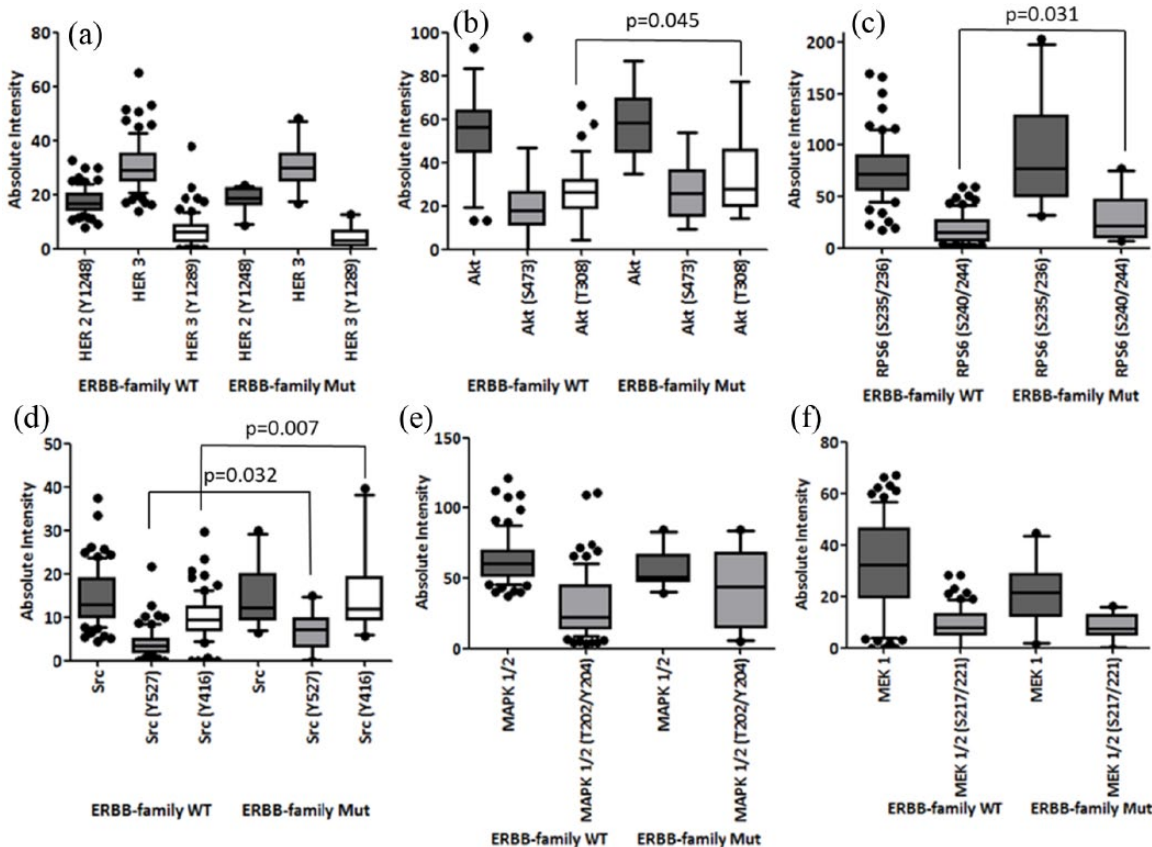 (a)
Absolute Intensity
80
60
40
20
0
HER 2 (Y1248)
HER 3
HER 3 (Y1289)
HER 2 (Y1248)
HER 3
HER 3 (Y1289)
ERBB-family WT
ERBB-family Mut
(b)
p=0.045
Absolute Intensity
100
80
60
40
20
0
Akt
Akt (S473)
Akt (T308)
Akt
Akt (S473)
Akt (T308)
ERBB-family WT
ERBB-family Mut
(c)
p=0.031
Absolute Intensity
200
150
100
50
0
RPS6 (S235/236)
RPS6 (S240/244)
RPS6 (S235/236)
RPS6 (S240/244)
ERBB-family WT
ERBB-family Mut
(d)
p=0.007
p=0.032
Absolute Intensity
50
40
30
20
10
0
Src
Src (Y527)
Src (Y416)
Src
Src (Y527)
Src (Y416)
ERBB-family WT
ERBB-family Mut
(e)
Absolute Intensity
150
100
50
0
MAPK 1/2
MAPK 1/2 (T202/Y204)
MAPK 1/2
MAPK 1/2 (T202/Y204)
ERBB-family WT
ERBB-family Mut
(f)
Absolute Intensity
80
60
40
20
0
MEK 1
MEK 1/2 (S217/221)
MEK 1
MEK 1/2 (S217/221)
ERBB-family WT
ERBB-family Mut